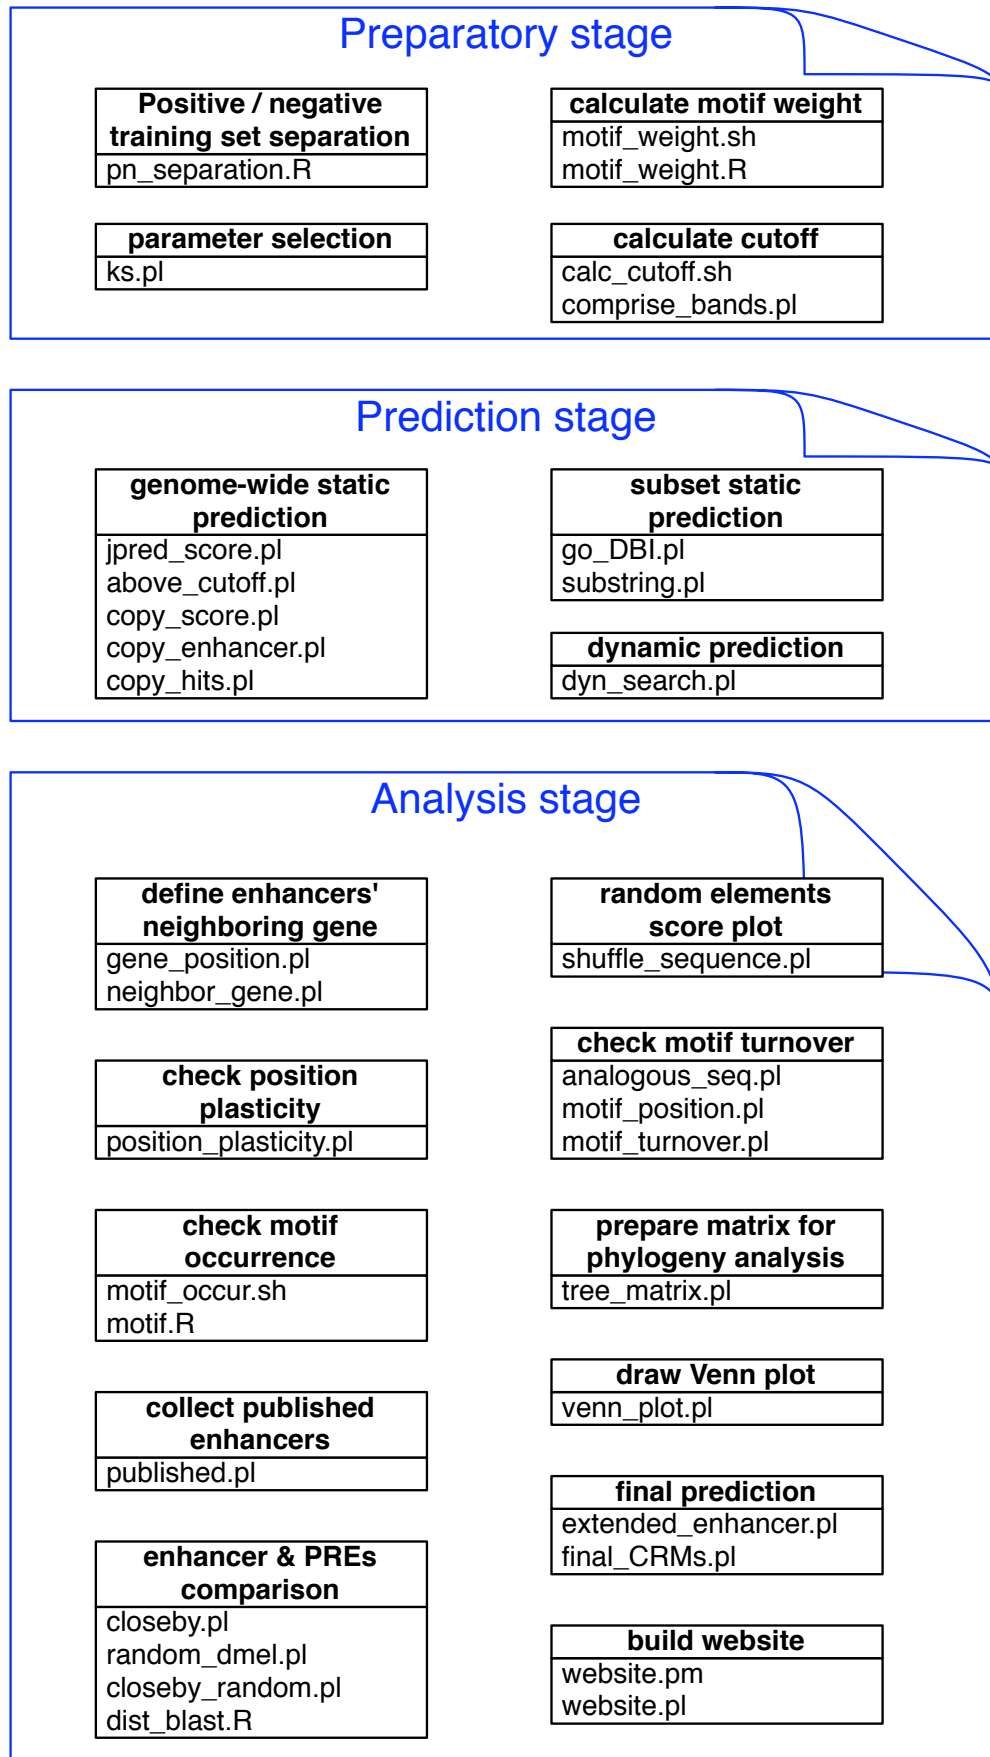 Preparatory stage
Positive / negative
training set separation
pn_separation.R
parameter selection
ks.pl
calculate motif weight
motif_weight.sh
motif_weight.R
calculate cutoff
calc_cutoff.sh
comprise_bands.pl
Prediction stage
genome-wide static
prediction
jpred_score.pl
above_cutoff.pl
copy_score.pl
copy_enhancer.pl
copy_hits.pl
subset static
prediction
go_DBI.pl
substring.pl
dynamic prediction
dyn_search.pl
Analysis stage
define enhancers'
neighboring gene
gene_position.pl
neighbor_gene.pl
check position
plasticity
position_plasticity.pl
check motif
occurrence
motif_occur.sh
motif.R
collect published
enhancers
published.pl
enhancer & PREs
comparison
closeby.pl
random_dmel.pl
closeby_random.pl
dist_blast.R
random elements
score plot
shuffle_sequence.pl
check motif turnover
analogous_seq.pl
motif_position.pl
motif_turnover.pl
prepare matrix for
phylogeny analysis
tree_matrix.pl
draw Venn plot
venn_plot.pl
final prediction
extended_enhancer.pl
final_CRMs.pl
build website
website.pm
website.pl